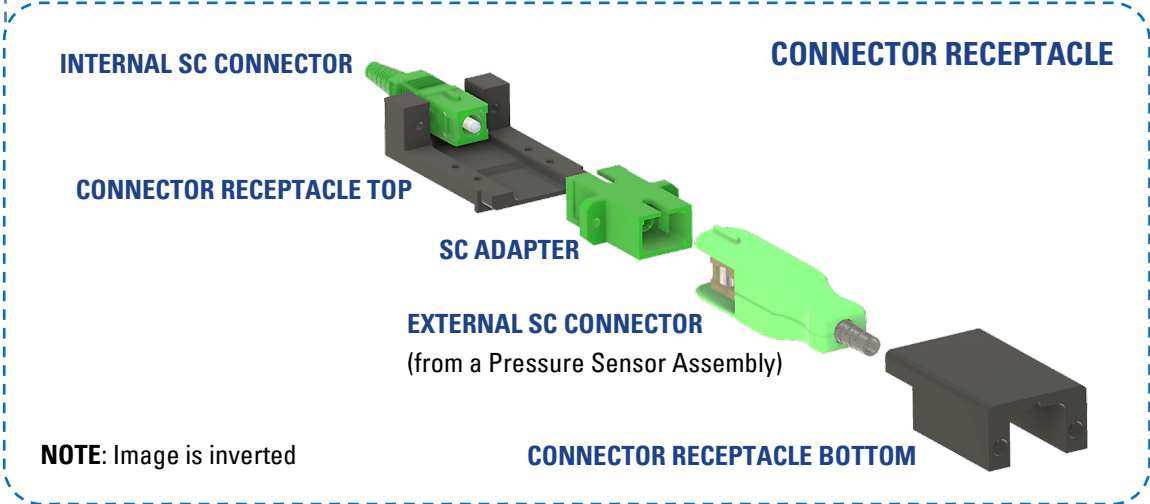 CONNECTOR RECEPTACLE
INTERNAL SC CONNECTOR
CONNECTOR RECEPTACLE TOP
SC ADAPTER
EXTERNAL SC CONNECTOR
(from a Pressure Sensor Assembly)
NOTE: Image is inverted
CONNECTOR RECEPTACLE BOTTOM